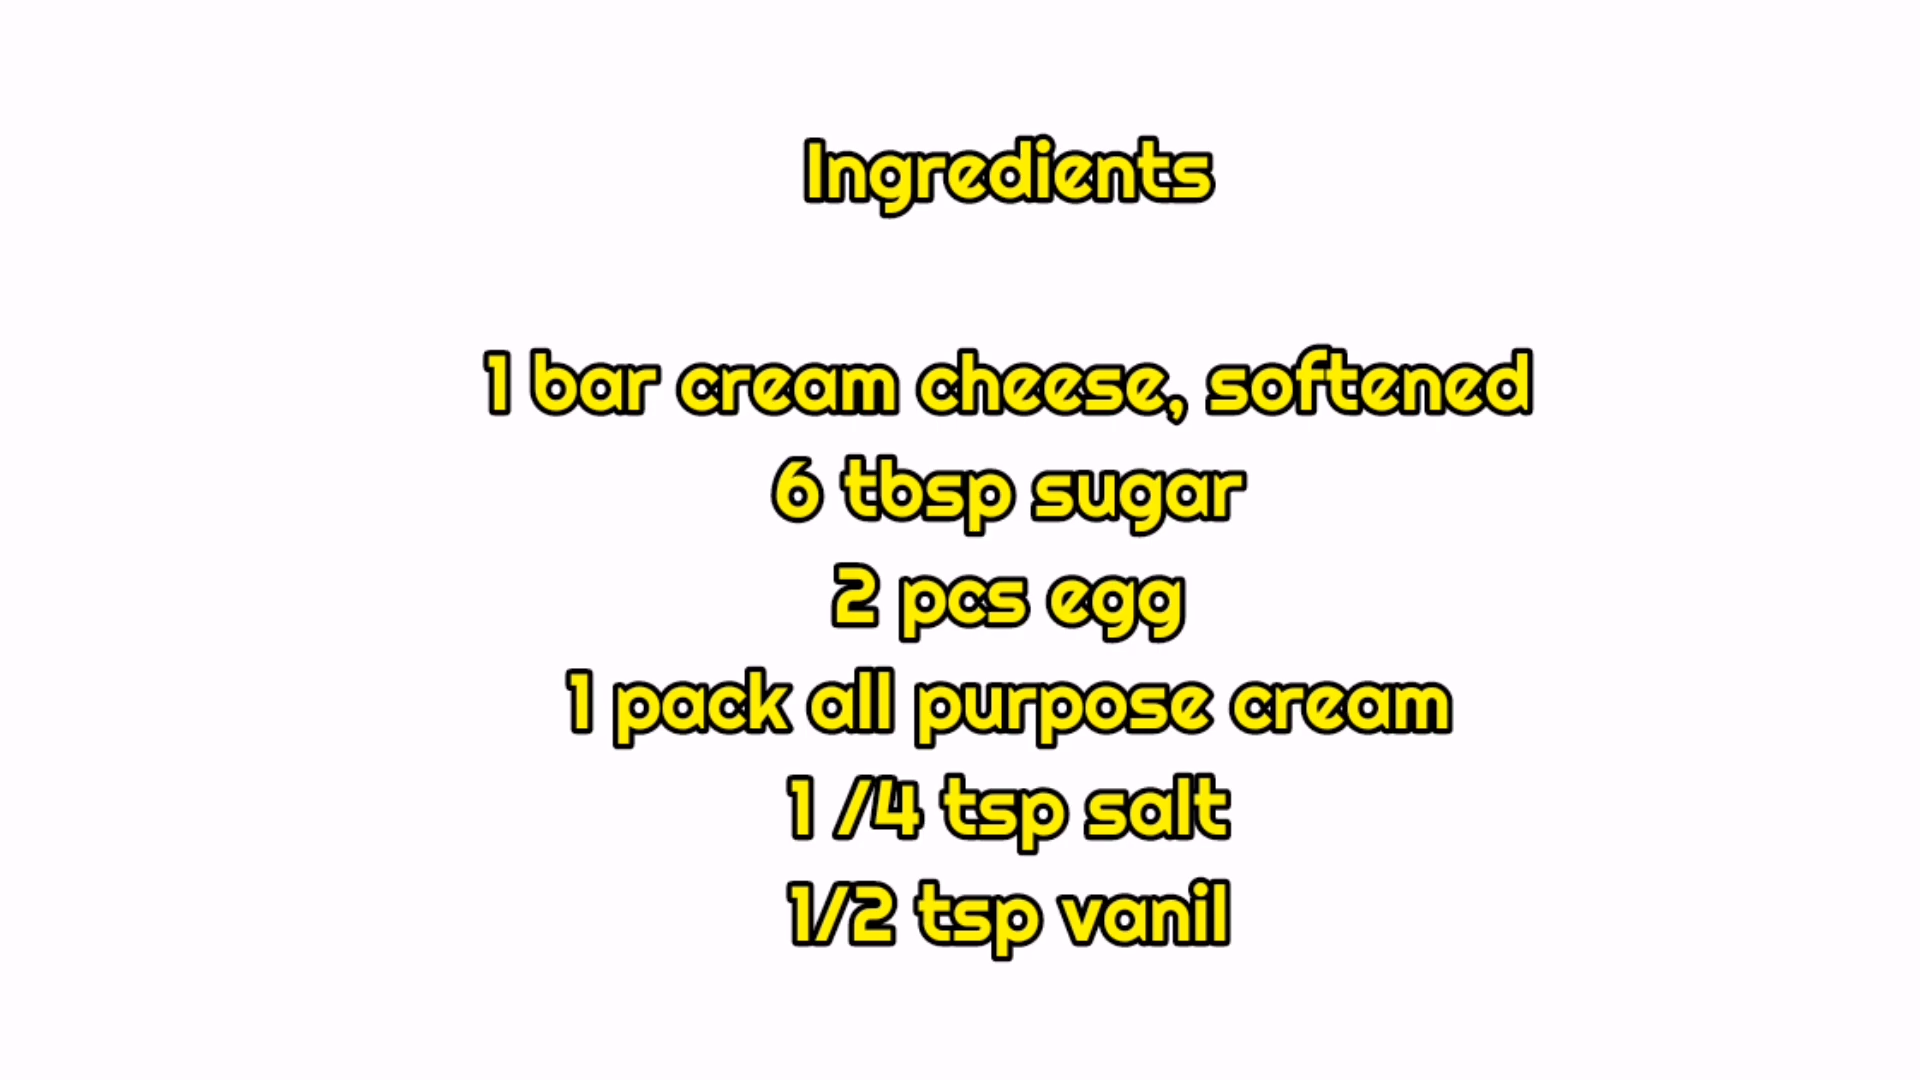 Ingredients
1 bar cream cheese, softened
6 tbsp sugar
2 pcs egg
1 pack all purpose cream
1 /4 tsp salt
1/2 tsp vanil